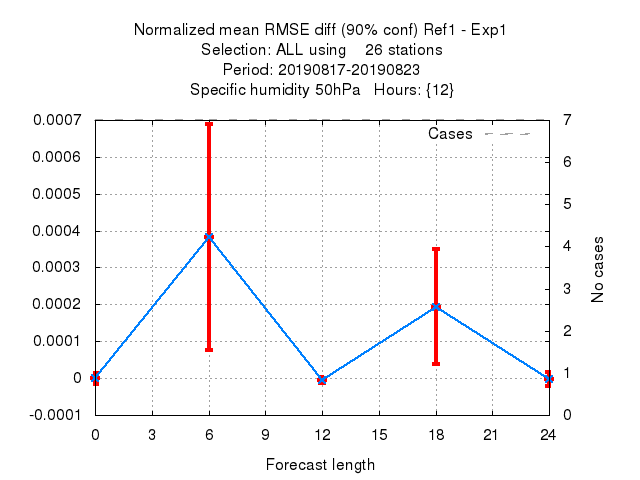 Normalized mean RMSE diff (90% conf) Ref1 - Exp1
Selection: ALL using 26 stations
Period: 20190817-20190823
Specific humidity 50hPa Hours: {12}
Cases
0.0007
0.0006
0.0005
0.0004
0.0003
0.0002
0.0001
0
-0.0001
7
6
5
4
3
2
1
0
No cases
0 3 6 9 12 15 18 21 24
Forecast length